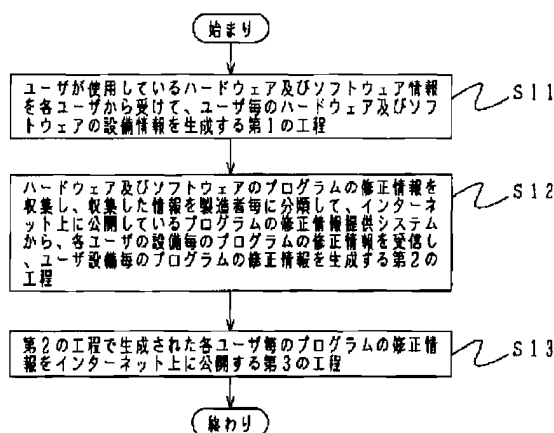 始まり
ユーザが使用しているハードウェア及びソフトウェア情報
を各ユーザから受けて、ユーザ毎のハードウェア及びソフ
トウェアの設備情報を生成する第1の工程
S11
ハードウェア及びソフトウェアのプログラムの修正情報を
収集し、収集した情報を製造者毎に分類して、インターネ
ット上に公開しているプログラムの修正情報提供システム
から、各ユーザの設備毎のプログラムの修正情報を受信し
、ユーザ設備毎のプログラムの修正情報を生成する第2の
工程
S12
第2の工程で生成された各ユーザ毎のプログラムの修正情
報をインターネット上に公開する第3の工程
S13
終わり